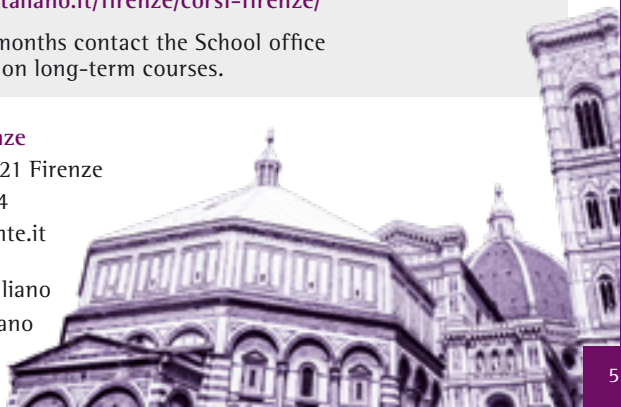 taliano.it/firenze/corsi-firenze/
months contact the School office
on long-term courses.
nze
21 Firenze
4
nte.it
liano
ano
5